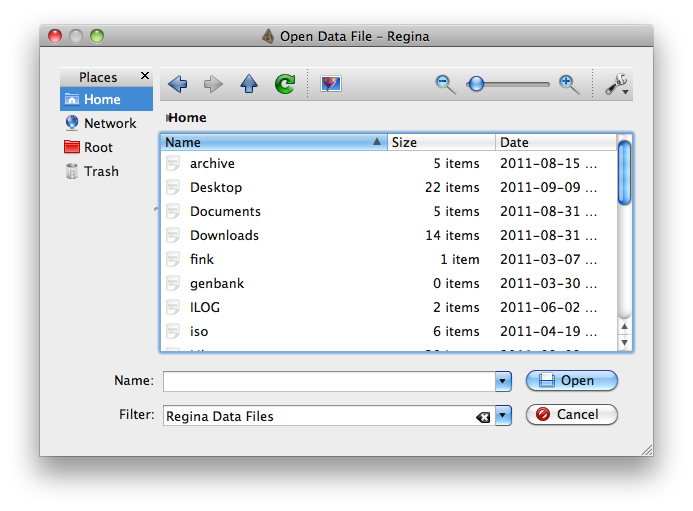 Open Data File – Regina
Places
Home
Network
Root
Trash
Home
Name Size Date
archive 5 items 2011-08-15 ...
Desktop 22 items 2011-09-09 ...
Documents 5 items 2011-08-31 ...
Downloads 14 items 2011-08-31 ...
fink 1 item 2011-03-07 ...
genbank 0 items 2011-03-30 ...
ILOG 2 items 2011-06-02 ...
iso 6 items 2011-04-19 ...
Name: Open
Filter: Regina Data Files Cancel